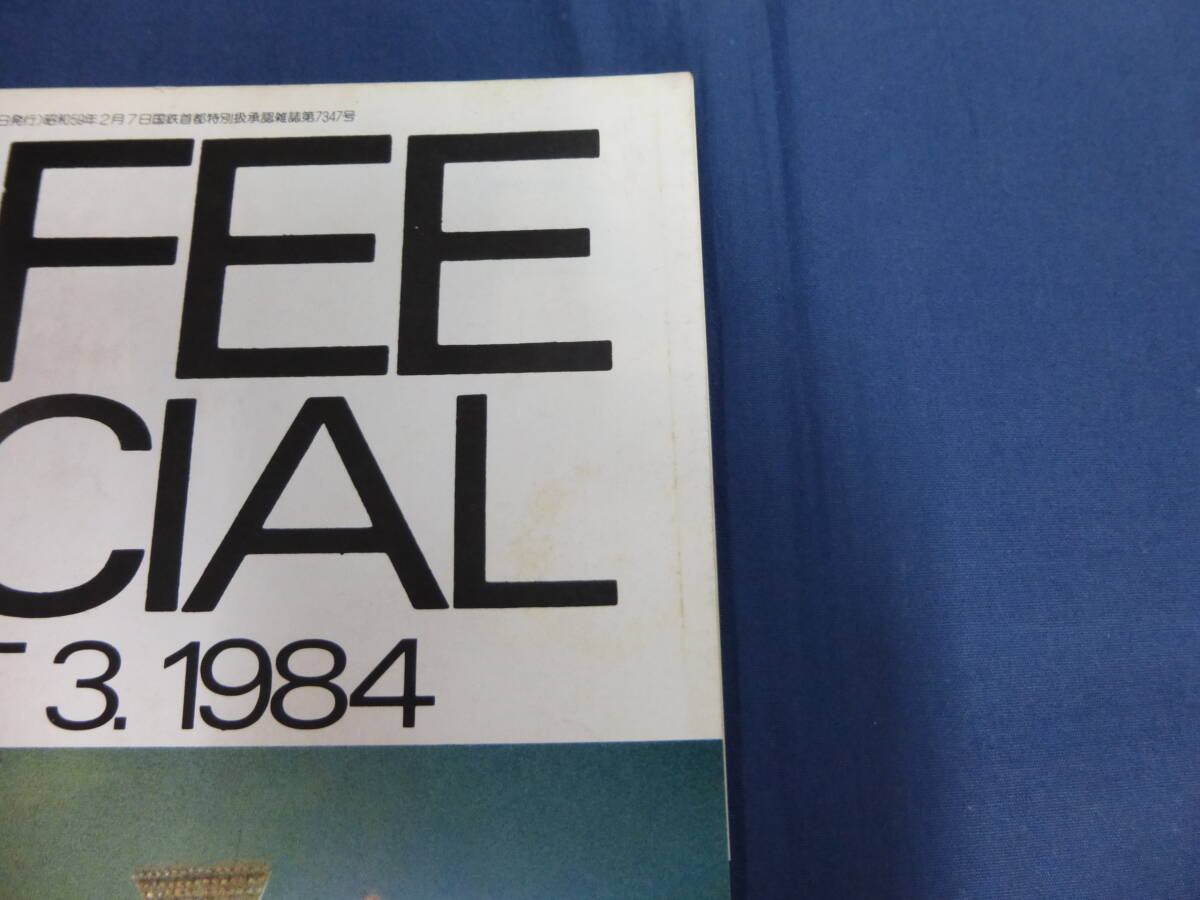 日発行)昭和59年2月7日国鉄首都特別扱承認雑誌第7347号
FEE
CIAL
T 3. 1984